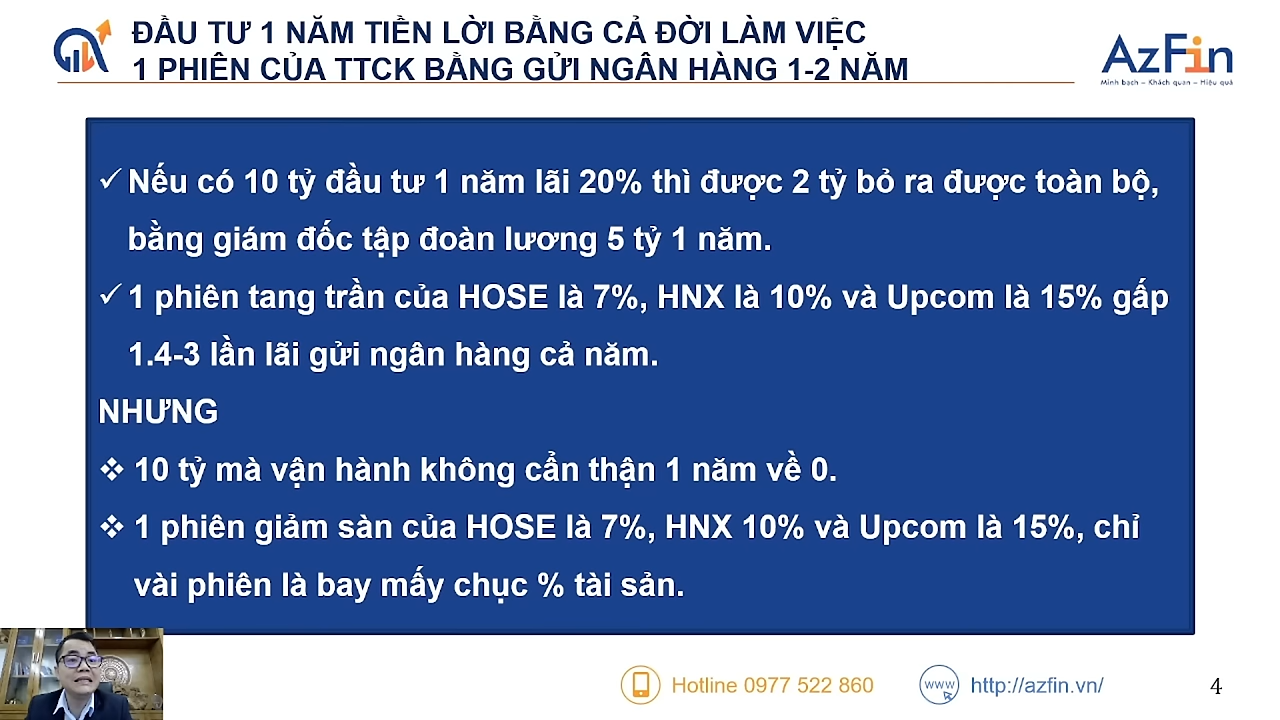 ĐẦU TƯ 1 NĂM TIỀN LỜI BẰNG CẢ ĐỜI LÀM VIỆC
1 PHIÊN CỦA TTCK BẰNG GỬI NGÂN HÀNG 1-2 NĂM
AzFin
Minh bạch – Khách quan – Hiệu quả
Nếu có 10 tỷ đầu tư 1 năm lãi 20% thì được 2 tỷ bỏ ra được toàn bộ,
bằng giám đốc tập đoàn lương 5 tỷ 1 năm.
1 phiên tang trần của HOSE là 7%, HNX là 10% và Upcom là 15% gấp
1.4-3 lần lãi gửi ngân hàng cả năm.
NHƯNG
10 tỷ mà vận hành không cẩn thận 1 năm về 0.
1 phiên giảm sàn của HOSE là 7%, HNX 10% và Upcom là 15%, chỉ
vài phiên là bay mấy chục % tài sản.
Hotline 0977 522 860
www
http://azfin.vn/
4